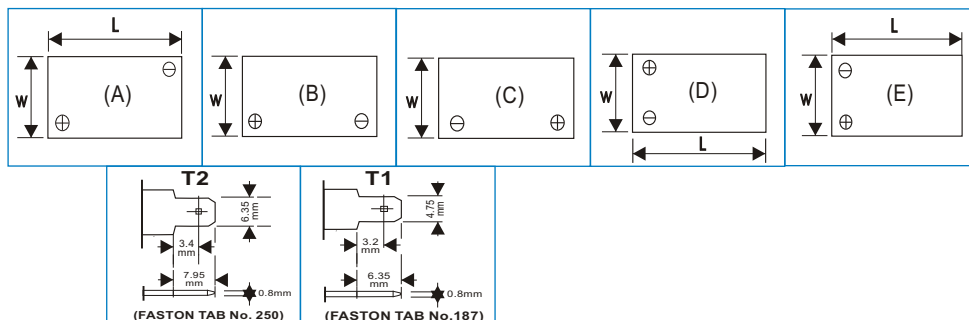 L
W
(A)
W
(B)
W
(C)
W
(D)
L
L
W
(E)
T2
6.35
mm
3.4
mm
7.95
mm
0.8mm
(FASTON TAB No. 250)
T1
4.75
mm
3.2
mm
6.35
mm
0.8mm
(FASTON TAB No.187)